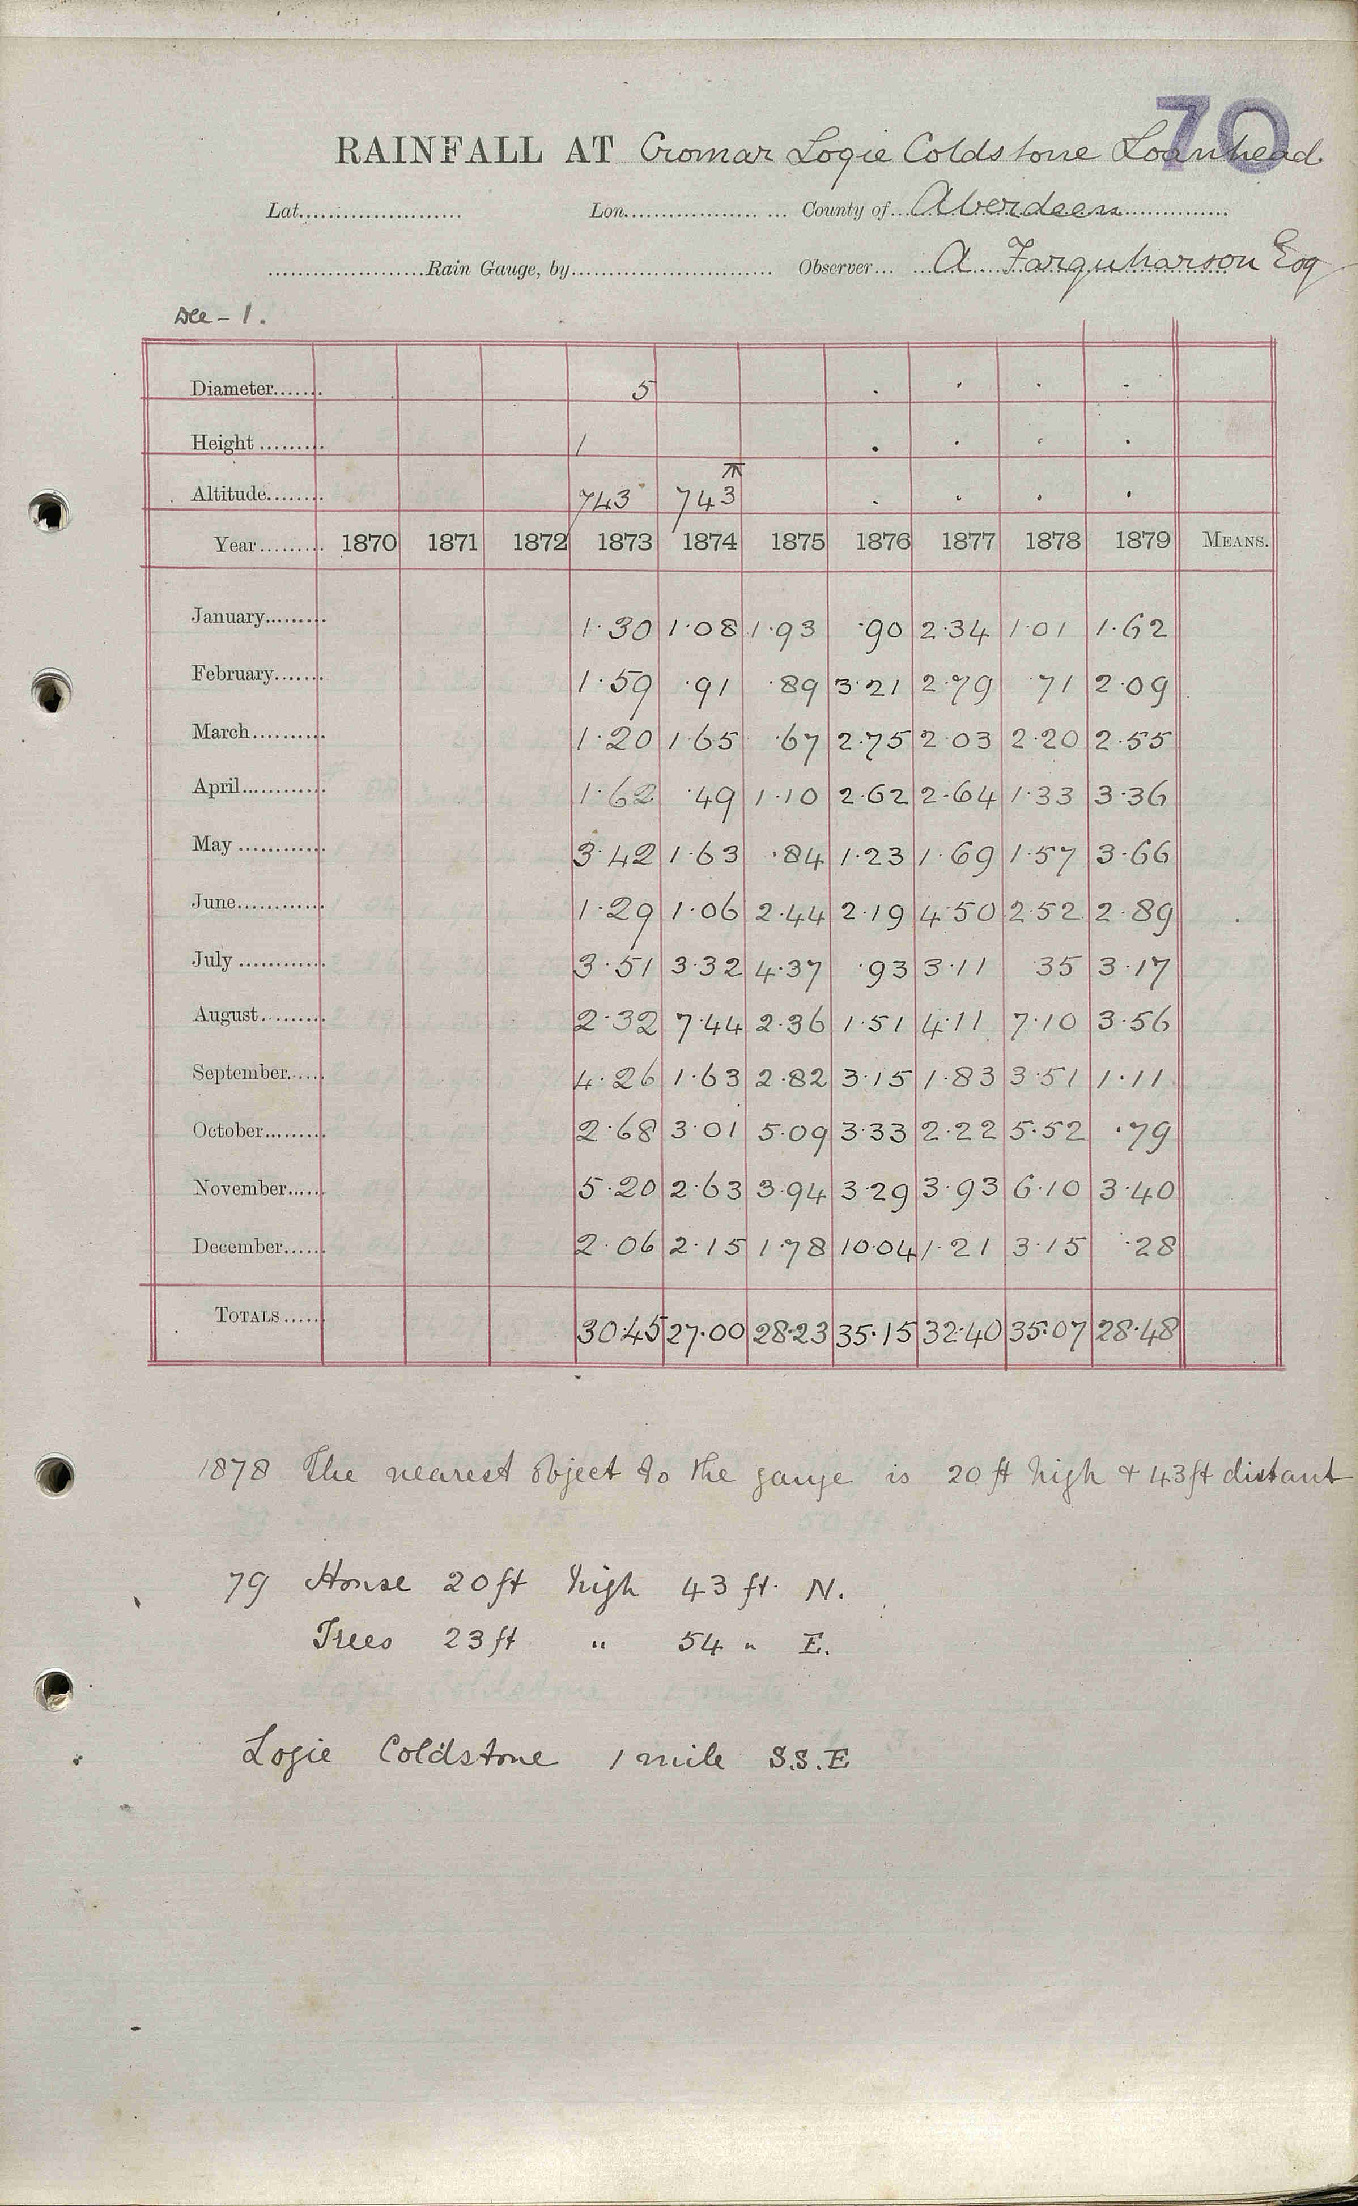 70
RAINFALL AT Cromar Logie Coldstone Loanhead
Lat. Lon. County of Aberdeen
Rain Gauge, by Observer A Farquharson Esq
Dee - 1.
Diameter 5
Height 1
Altitude 743 743
Year 1870 1871 1872 1873 1874 1875 1876 1877 1878 1879 MEANS.
January 1.30 1.08 1.93 .90 2.34 1.01 1.62
February 1.59 .91 .89 3.21 2.79 .71 2.09
March 1.20 1.65 .67 2.75 2.03 2.20 2.55
April 1.62 .49 1.10 2.62 2.64 1.33 3.36
May 3.42 1.63 .84 1.23 1.69 1.57 3.66
June 1.29 1.06 2.44 2.19 4.50 2.52 2.89
July 3.51 3.32 4.37 .93 3.11 35 3.17
August 2.32 7.44 2.36 1.51 4.11 7.10 3.56
September 4.26 1.63 2.82 3.15 1.83 3.51 1.11
October 2.68 3.01 5.09 3.33 2.22 5.52 .79
November 5.20 2.63 3.94 3.29 3.93 6.10 3.40
December 2.06 2.15 1.78 10.04 1.21 3.15 .28
TOTALS 30.45 27.00 28.23 35.15 32.40 35.07 28.48
1878 The nearest object to the gauge is 20 ft high & 43 ft distant
79 House 20 ft high 43 ft. N.
Trees 23 ft " 54 " E.
Logie Coldstone 1 mile S.S.E